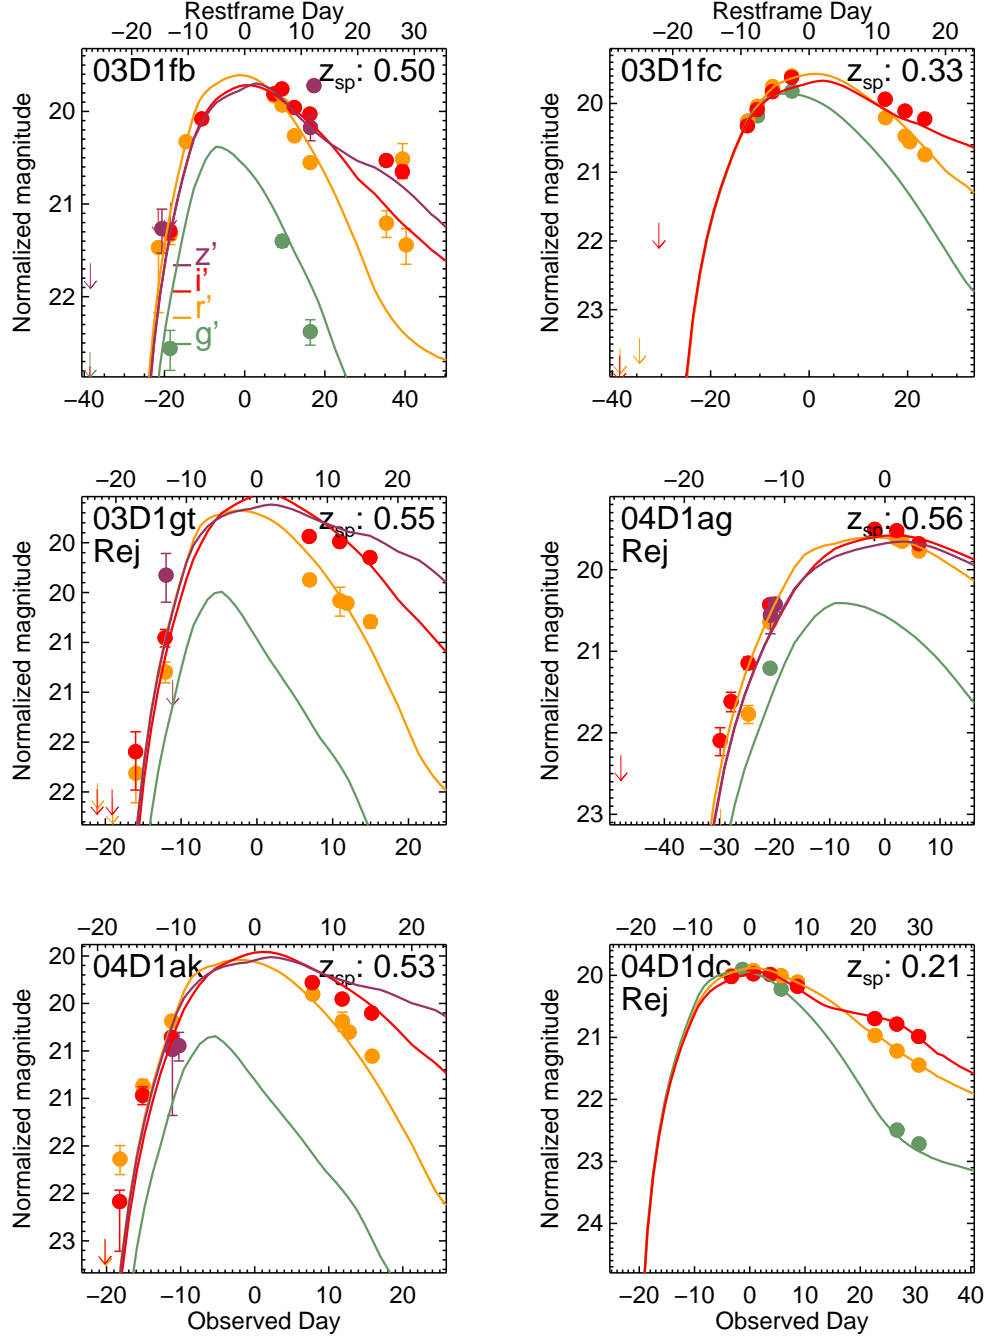 Restframe Day
Restframe Day
−20 −10 0 10 20 30
−20 −10 0 10 20
03D1fb
z_sp: 0.50
03D1fc
z_sp: 0.33
Normalized magnitude
20
21
22
z’
i’
r’
g’
Normalized magnitude
20
21
22
23
−40 −20 0 20 40
−40 −20 0 20
−20 −10 0 10 20
−20 −10 0
03D1gt
Rej
z_sp: 0.55
04D1ag
Rej
z_sp: 0.56
Normalized magnitude
20
20
21
21
22
22
Normalized magnitude
20
21
22
23
−20 −10 0 10 20
−40 −30 −20 −10 0 10
−20 −10 0 10 20
−20 −10 0 10 20 30
04D1ak
z_sp: 0.53
04D1dc
Rej
z_sp: 0.21
Normalized magnitude
20
20
21
21
22
22
23
Normalized magnitude
20
21
22
23
24
−20 −10 0 10 20
−20 −10 0 10 20 30 40
Observed Day
Observed Day